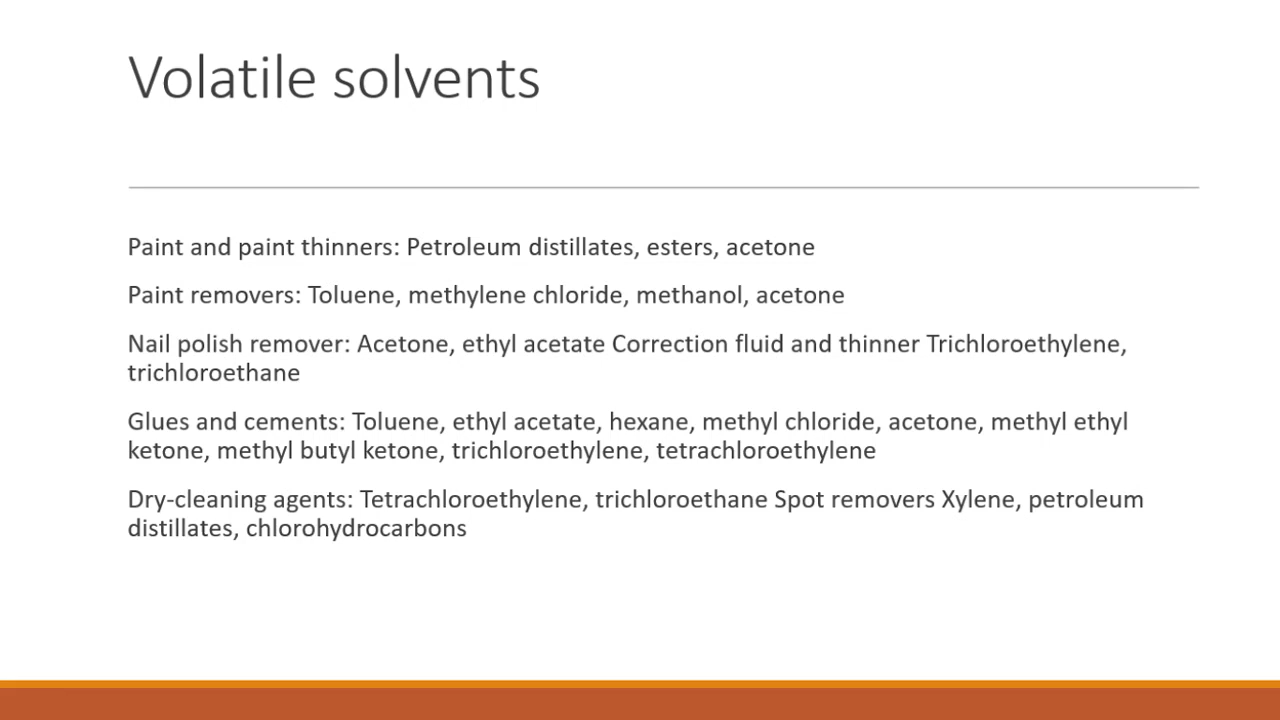 Volatile solvents
Paint and paint thinners: Petroleum distillates, esters, acetone
Paint removers: Toluene, methylene chloride, methanol, acetone
Nail polish remover: Acetone, ethyl acetate Correction fluid and thinner Trichloroethylene,
trichloroethane
Glues and cements: Toluene, ethyl acetate, hexane, methyl chloride, acetone, methyl ethyl
ketone, methyl butyl ketone, trichloroethylene, tetrachloroethylene
Dry-cleaning agents: Tetrachloroethylene, trichloroethane Spot removers Xylene, petroleum
distillates, chlorohydrocarbons